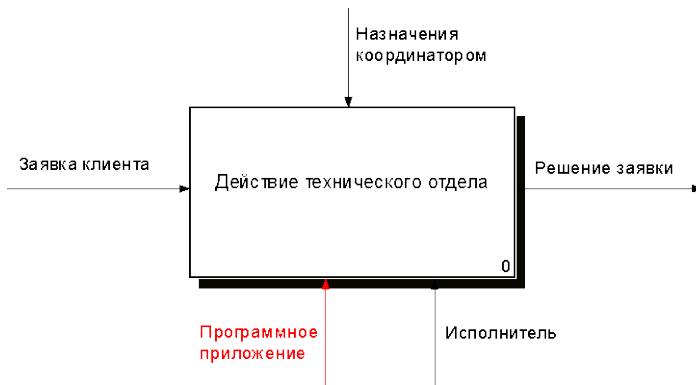 Назначения
координатором
Заявка клиента
Действие технического отдела
Решение заявки
0
Программное
приложение
Исполнитель